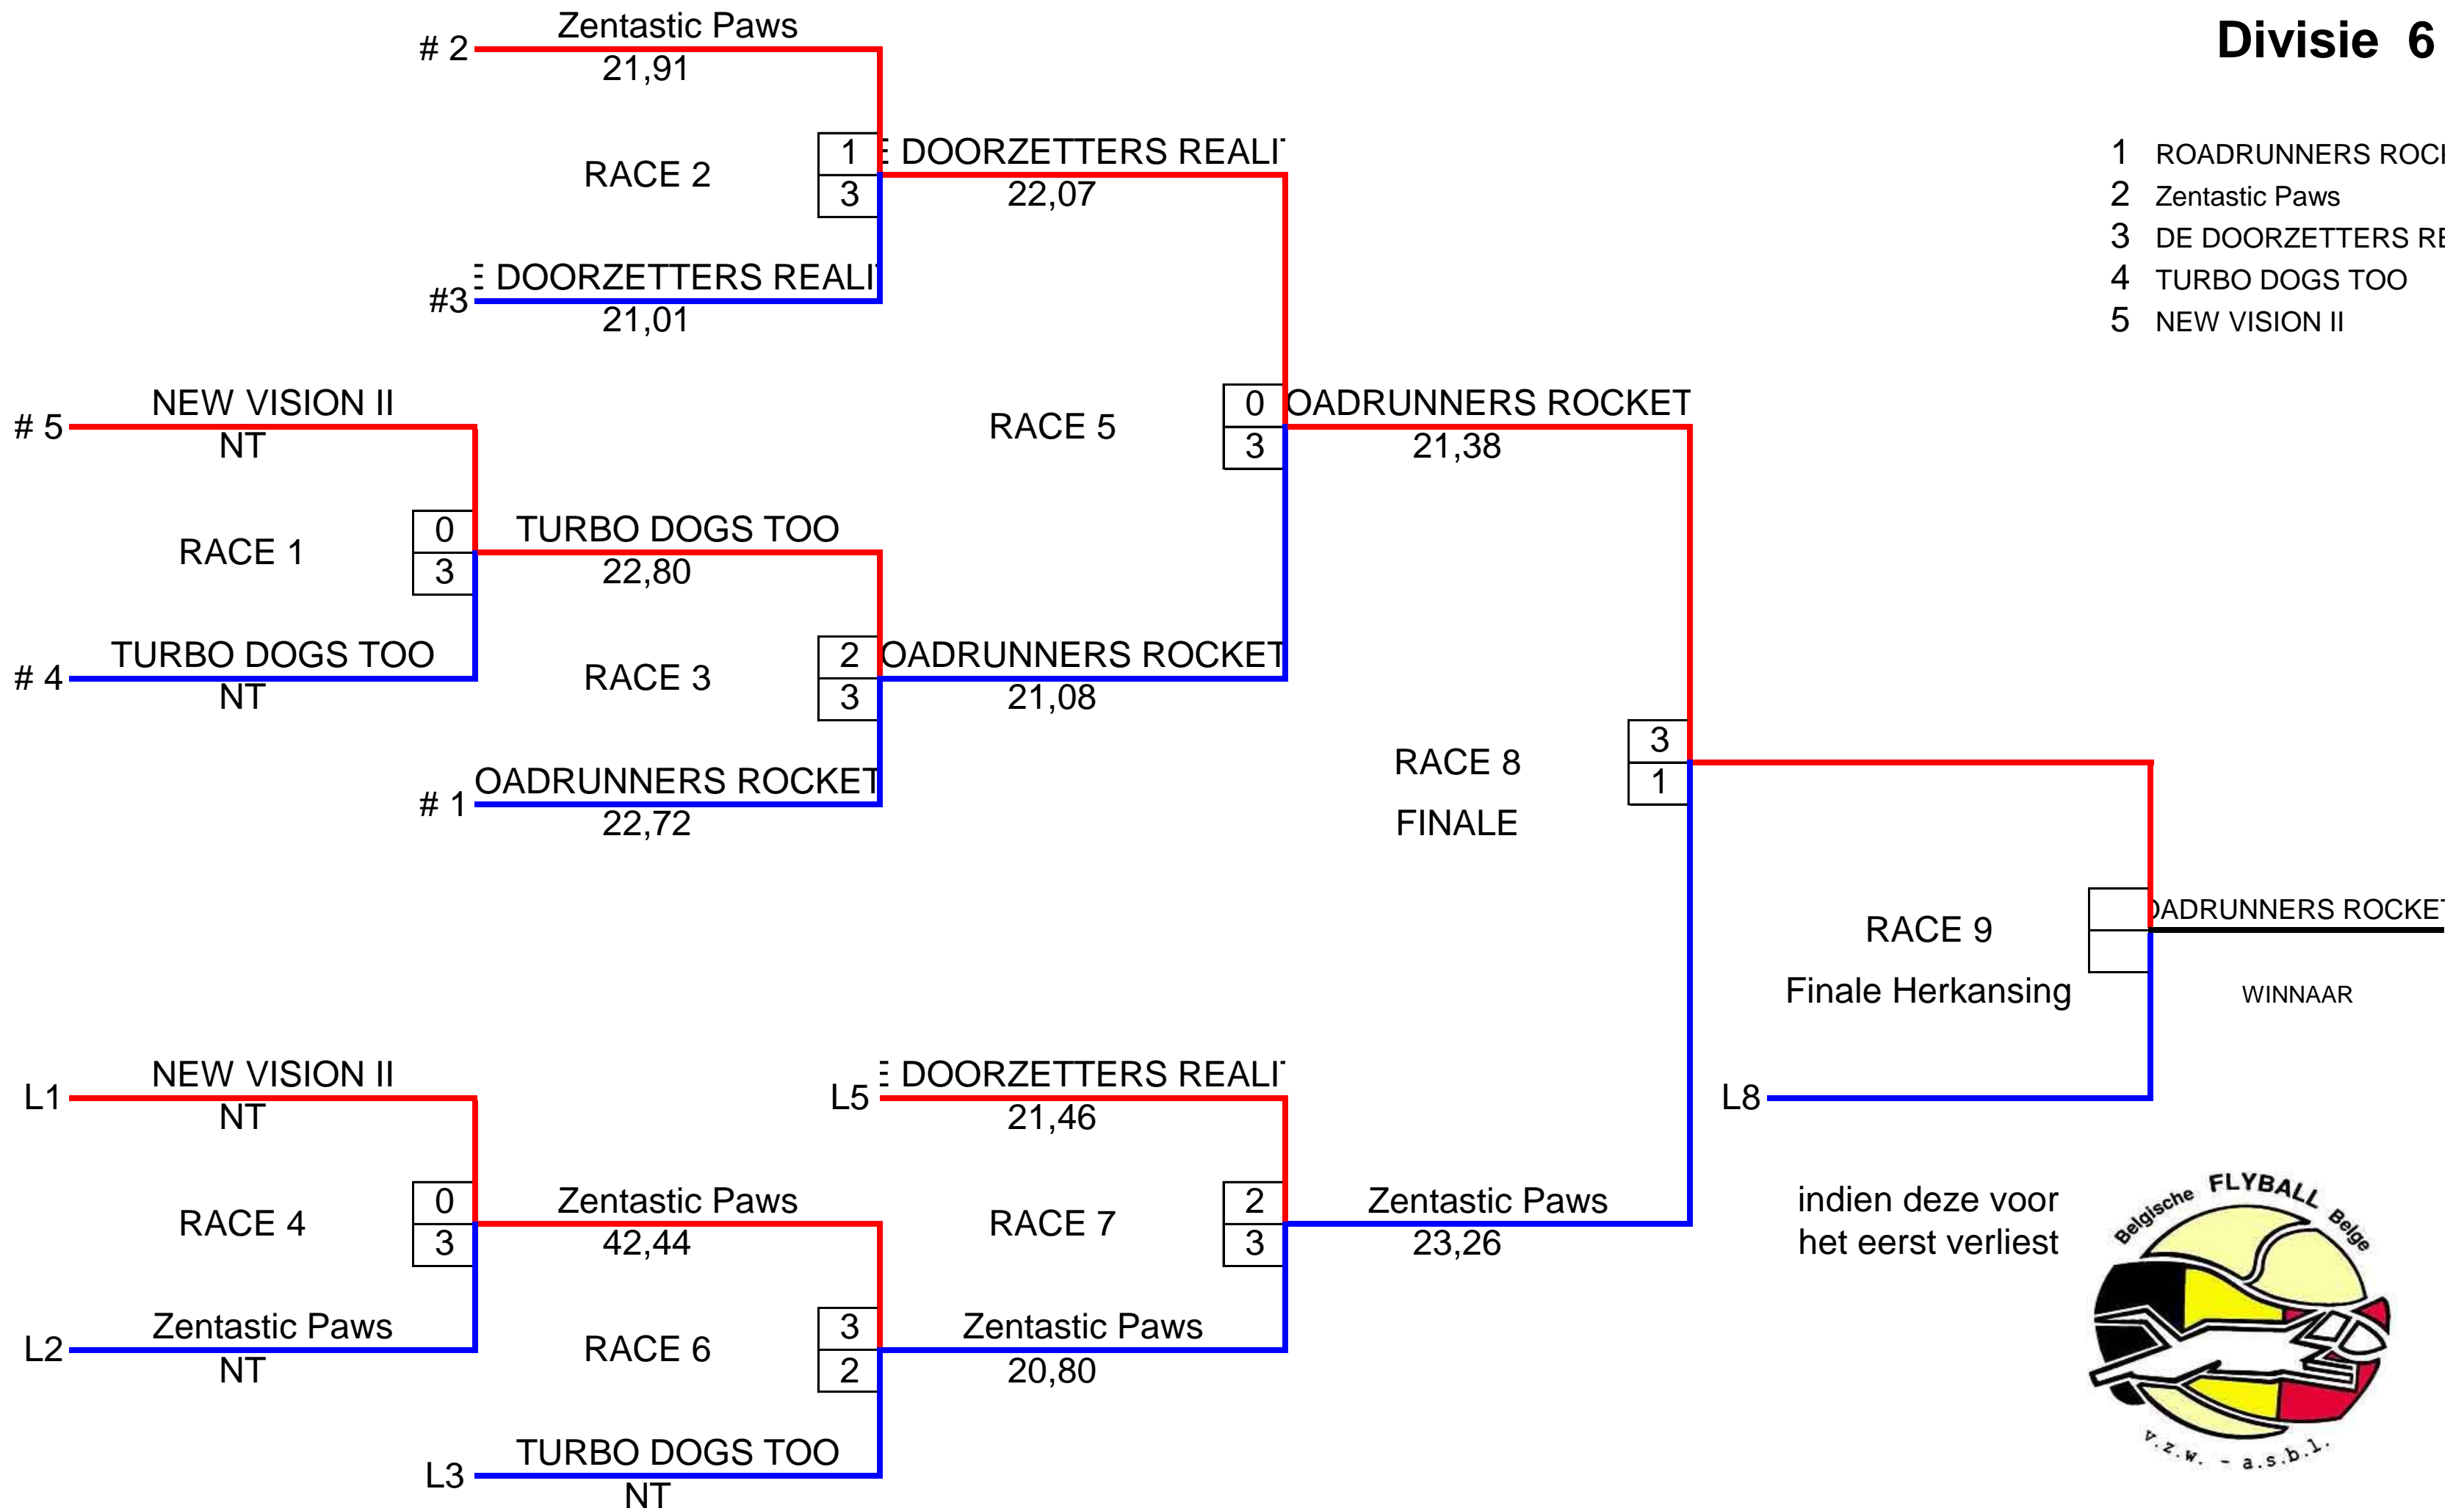 Divisie 6
1 ROADRUNNERS ROCK
2 Zentastic Paws
3 DE DOORZETTERS RE
4 TURBO DOGS TOO
5 NEW VISION II
# 2
Zentastic Paws
21,91
RACE 2
1
3
#3
E DOORZETTERS REALIT
21,01
E DOORZETTERS REALIT
22,07
# 5
NEW VISION II
NT
RACE 1
0
3
# 4
TURBO DOGS TOO
NT
TURBO DOGS TOO
22,80
RACE 3
2
3
# 1
OADRUNNERS ROCKET
22,72
RACE 5
0
3
OADRUNNERS ROCKET
21,08
OADRUNNERS ROCKET
21,38
RACE 8
FINALE
3
1
RACE 9
Finale Herkansing
OADRUNNERS ROCKET
WINNAAR
L1
NEW VISION II
NT
RACE 4
0
3
L2
Zentastic Paws
NT
Zentastic Paws
42,44
RACE 6
3
2
L3
TURBO DOGS TOO
NT
L5
E DOORZETTERS REALIT
21,46
RACE 7
2
3
Zentastic Paws
20,80
Zentastic Paws
23,26
L8
indien deze voor
het eerst verliest
Belgische FLYBALL Belge
v.z.w. - a.s.b.l.